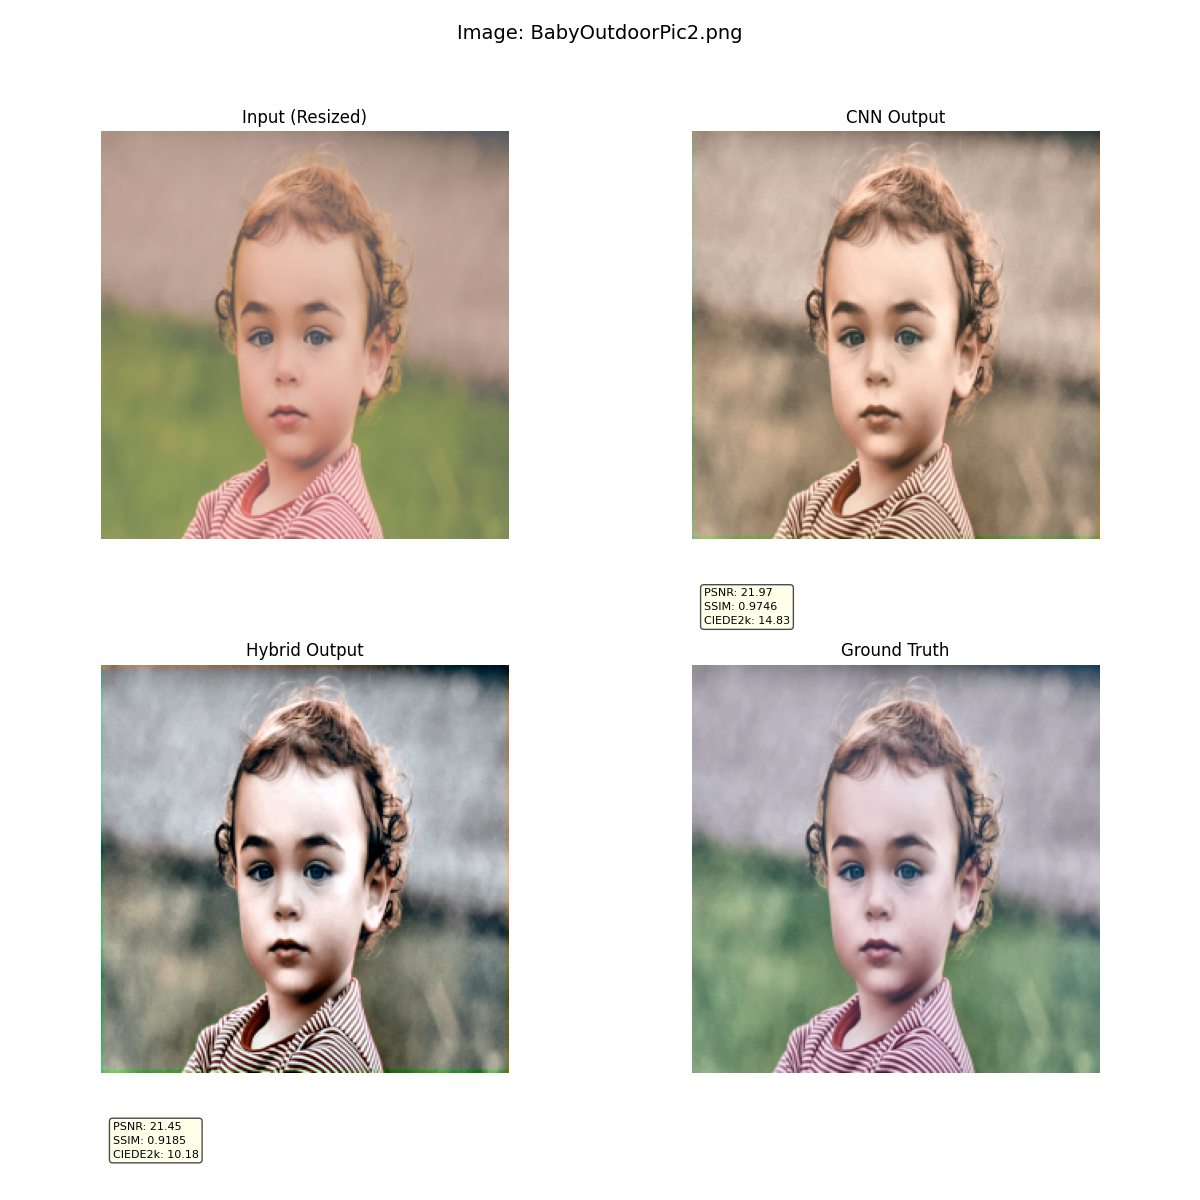 Image: BabyOutdoorPic2.png
Input (Resized)
CNN Output
PSNR: 21.97
SSIM: 0.9746
CIEDE2k: 14.83
Hybrid Output
Ground Truth
PSNR: 21.45
SSIM: 0.9185
CIEDE2k: 10.18